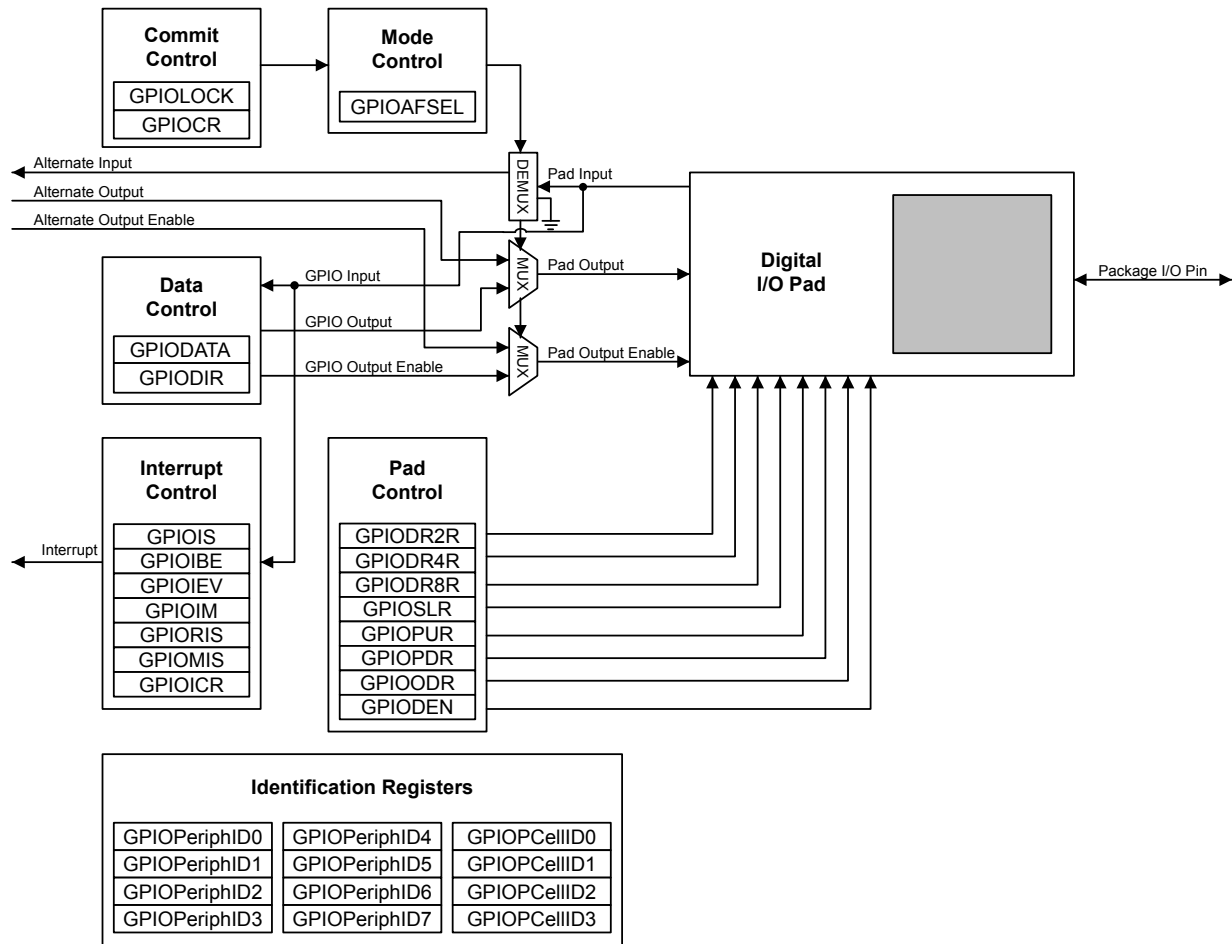 Commit
Control
GPIOLOCK
GPIOCR
Mode
Control
GPIOAFSEL
Alternate Input
Alternate Output
Alternate Output Enable
DEMUX
Pad Input
MUX
Pad Output
MUX
Pad Output Enable
Digital
I/O Pad
Package I/O Pin
Data
Control
GPIODATA
GPIODIR
GPIO Input
GPIO Output
GPIO Output Enable
Interrupt
Interrupt
Control
GPIOIS
GPIOIBE
GPIOIEV
GPIOIM
GPIORIS
GPIOMIS
GPIOICR
Pad
Control
GPIODR2R
GPIODR4R
GPIODR8R
GPIOSLR
GPIOPUR
GPIOPDR
GPIOODR
GPIODEN
Identification Registers
GPIOPeriphID0
GPIOPeriphID1
GPIOPeriphID2
GPIOPeriphID3
GPIOPeriphID4
GPIOPeriphID5
GPIOPeriphID6
GPIOPeriphID7
GPIOPCellID0
GPIOPCellID1
GPIOPCellID2
GPIOPCellID3